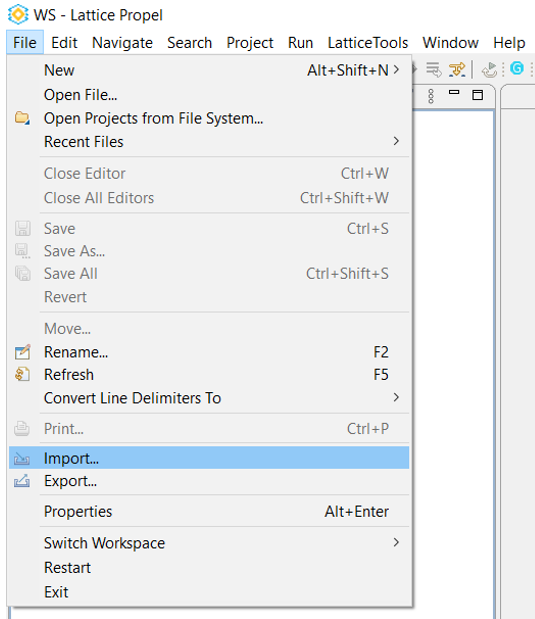 WS - Lattice Propel
File Edit Navigate Search Project Run LatticeTools Window Help
New Alt+Shift+N >
Open File...
Open Projects from File System...
Recent Files >
Close Editor Ctrl+W
Close All Editors Ctrl+Shift+W
Save Ctrl+S
Save As...
Save All Ctrl+Shift+S
Revert
Move...
Rename... F2
Refresh F5
Convert Line Delimiters To >
Print... Ctrl+P
Import...
Export...
Properties Alt+Enter
Switch Workspace >
Restart
Exit